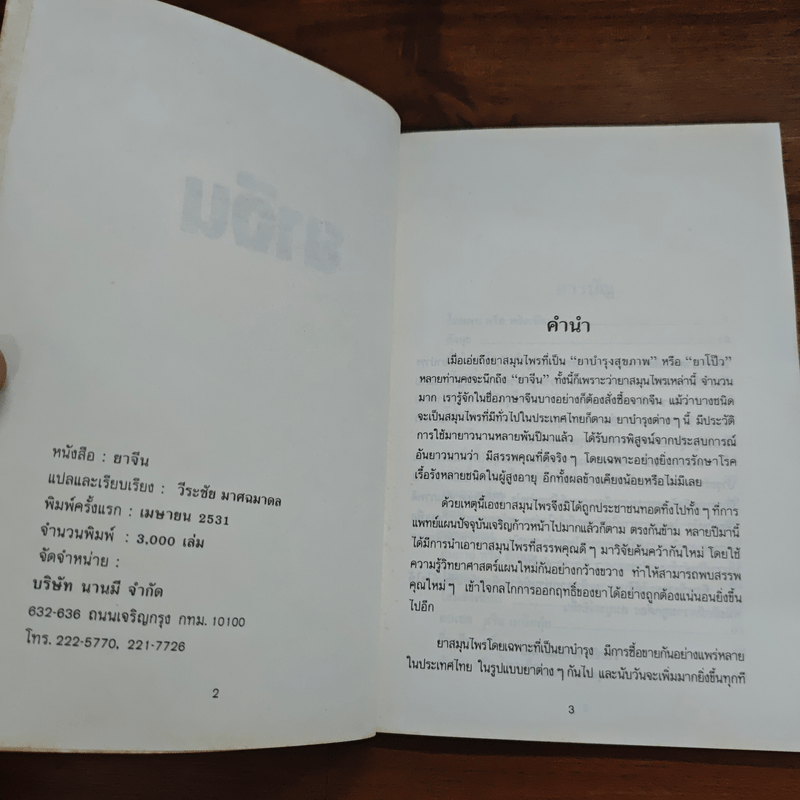 หนังสือ : ยาจีน
แปลและเรียบเรียง : วีระชัย มาศฉมาดล
พิมพ์ครั้งแรก : เมษายน 2531
จำนวนพิมพ์ : 3,000 เล่ม
จัดจำหน่าย :
บริษัท นานมี จำกัด
632-636 ถนนเจริญกรุง กทม. 10100
โทร. 222-5770, 221-7726
2
คำนำ
เมื่อเอ่ยถึงยาสมุนไพรที่เป็น “ยาบำรุงสุขภาพ” หรือ “ยาโป๊ว”
หลายท่านคงจะนึกถึง “ยาจีน” ทั้งนี้ก็เพราะว่ายาสมุนไพรเหล่านี้ จำนวน
มาก เรารู้จักในชื่อภาษาจีนบางอย่างก็ต้องสั่งซื้อจากจีน แม้ว่าบางชนิด
จะเป็นสมุนไพรที่มีทั่วไปในประเทศไทยก็ตาม ยาบำรุงต่างๆ นี้ มีประวัติ
การใช้มายาวนานหลายพันปีมาแล้ว ได้รับการพิสูจน์จากประสบการณ์
อันยาวนานว่า มีสรรพคุณที่ดีจริงๆ โดยเฉพาะอย่างยิ่งการรักษาโรค
เรื้อรังหลายชนิดในผู้สูงอายุ อีกทั้งผลข้างเคียงน้อยหรือไม่มีเลย
ด้วยเหตุนี้เองยาสมุนไพรจึงมิได้ถูกประชาชนทอดทิ้งไปทั้งๆ ที่การ
แพทย์แผนปัจจุบันเจริญก้าวหน้าไปมากแล้วก็ตาม ตรงกันข้าม หลายปีมานี้
ได้มีการนำเอายาสมุนไพรที่สรรพคุณดีๆ มาวิจัยค้นคว้ากันใหม่ โดยใช้
ความรู้วิทยาศาสตร์แผนใหม่กันอย่างกว้างขวาง ทำให้สามารถพบสรรพ
คุณใหม่ๆ เข้าใจกลไกการออกฤทธิ์ของยาได้อย่างถูกต้องแน่นอนยิ่งขึ้น
ไปอีก
ยาสมุนไพรโดยเฉพาะที่เป็นยาบำรุง มีการซื้อขายกันอย่างแพร่หลาย
ในประเทศไทย ในรูปแบบยาต่างๆ กันไป และนับวันจะเพิ่มมากยิ่งขึ้นทุกที
3